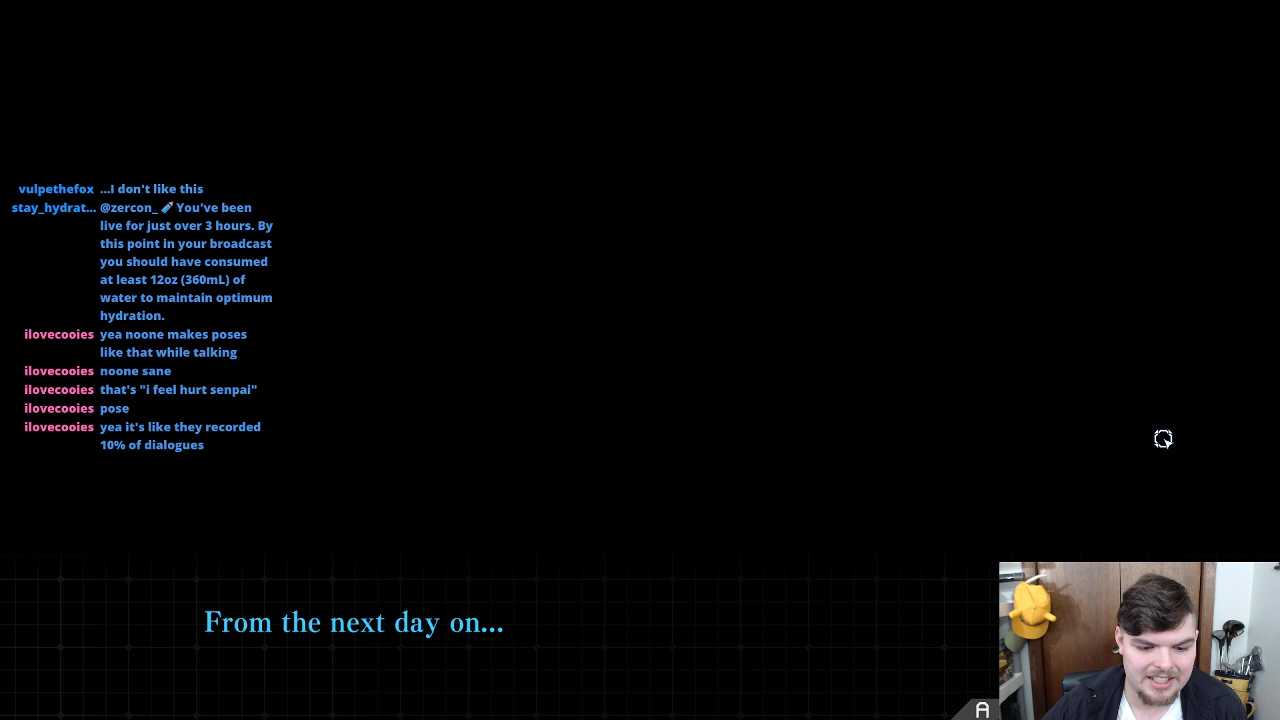 vulpethefox ...I don't like this
stay_hydrat... @zercon_ You've been
live for just over 3 hours. By
this point in your broadcast
you should have consumed
at least 12oz (360mL) of
water to maintain optimum
hydration.
ilovecooies yea noone makes poses
like that while talking
ilovecooies noone sane
ilovecooies that's "i feel hurt senpai"
ilovecooies pose
ilovecooies yea it's like they recorded
10% of dialogues
From the next day on...
A